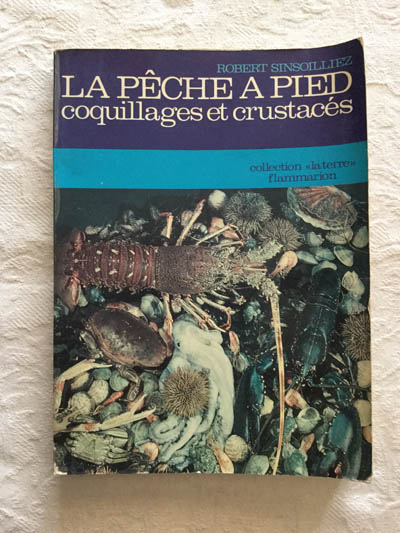 ROBERT SINSOILLIEZ
LA PÊCHE A PIED
coquillages et crustacés
collection «la terre»
flammarion